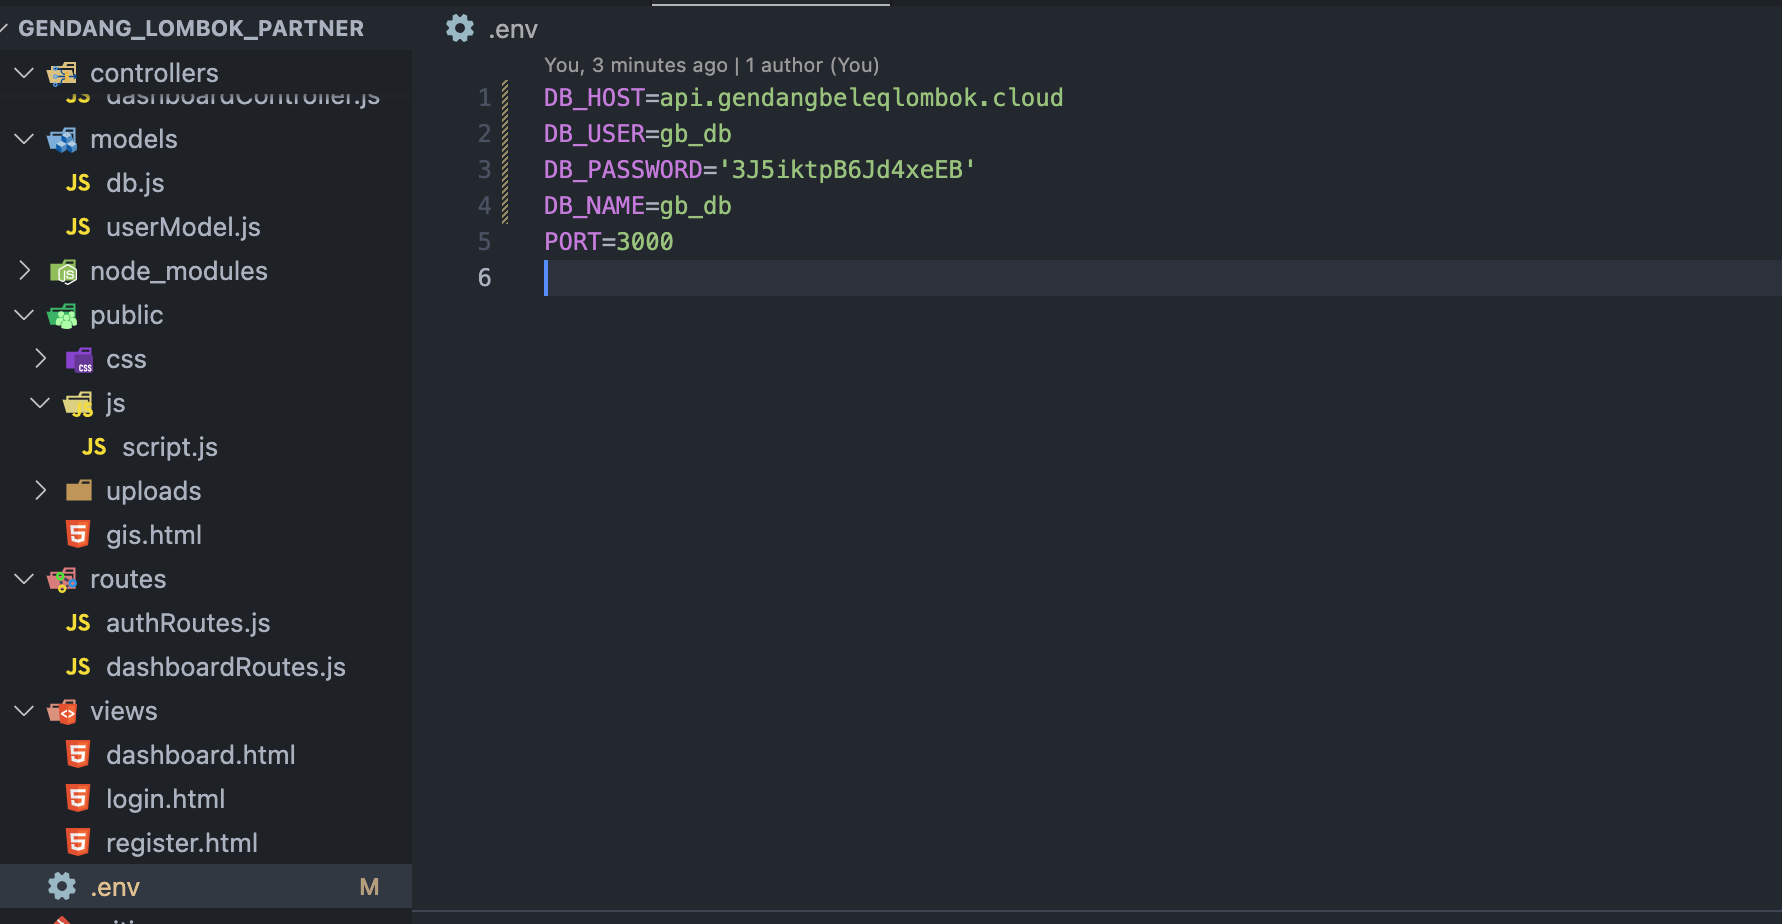 GENDANG_LOMBOK_PARTNER
controllers
dashboardController.js
models
JS db.js
JS userModel.js
node_modules
public
css
js
JS script.js
uploads
gis.html
routes
JS authRoutes.js
JS dashboardRoutes.js
views
dashboard.html
login.html
register.html
.env M
.env
You, 3 minutes ago | 1 author (You)
1 DB_HOST=api.gendangbeleqlombok.cloud
2 DB_USER=gb_db
3 DB_PASSWORD='3J5iktpB6Jd4xeEB'
4 DB_NAME=gb_db
5 PORT=3000
6